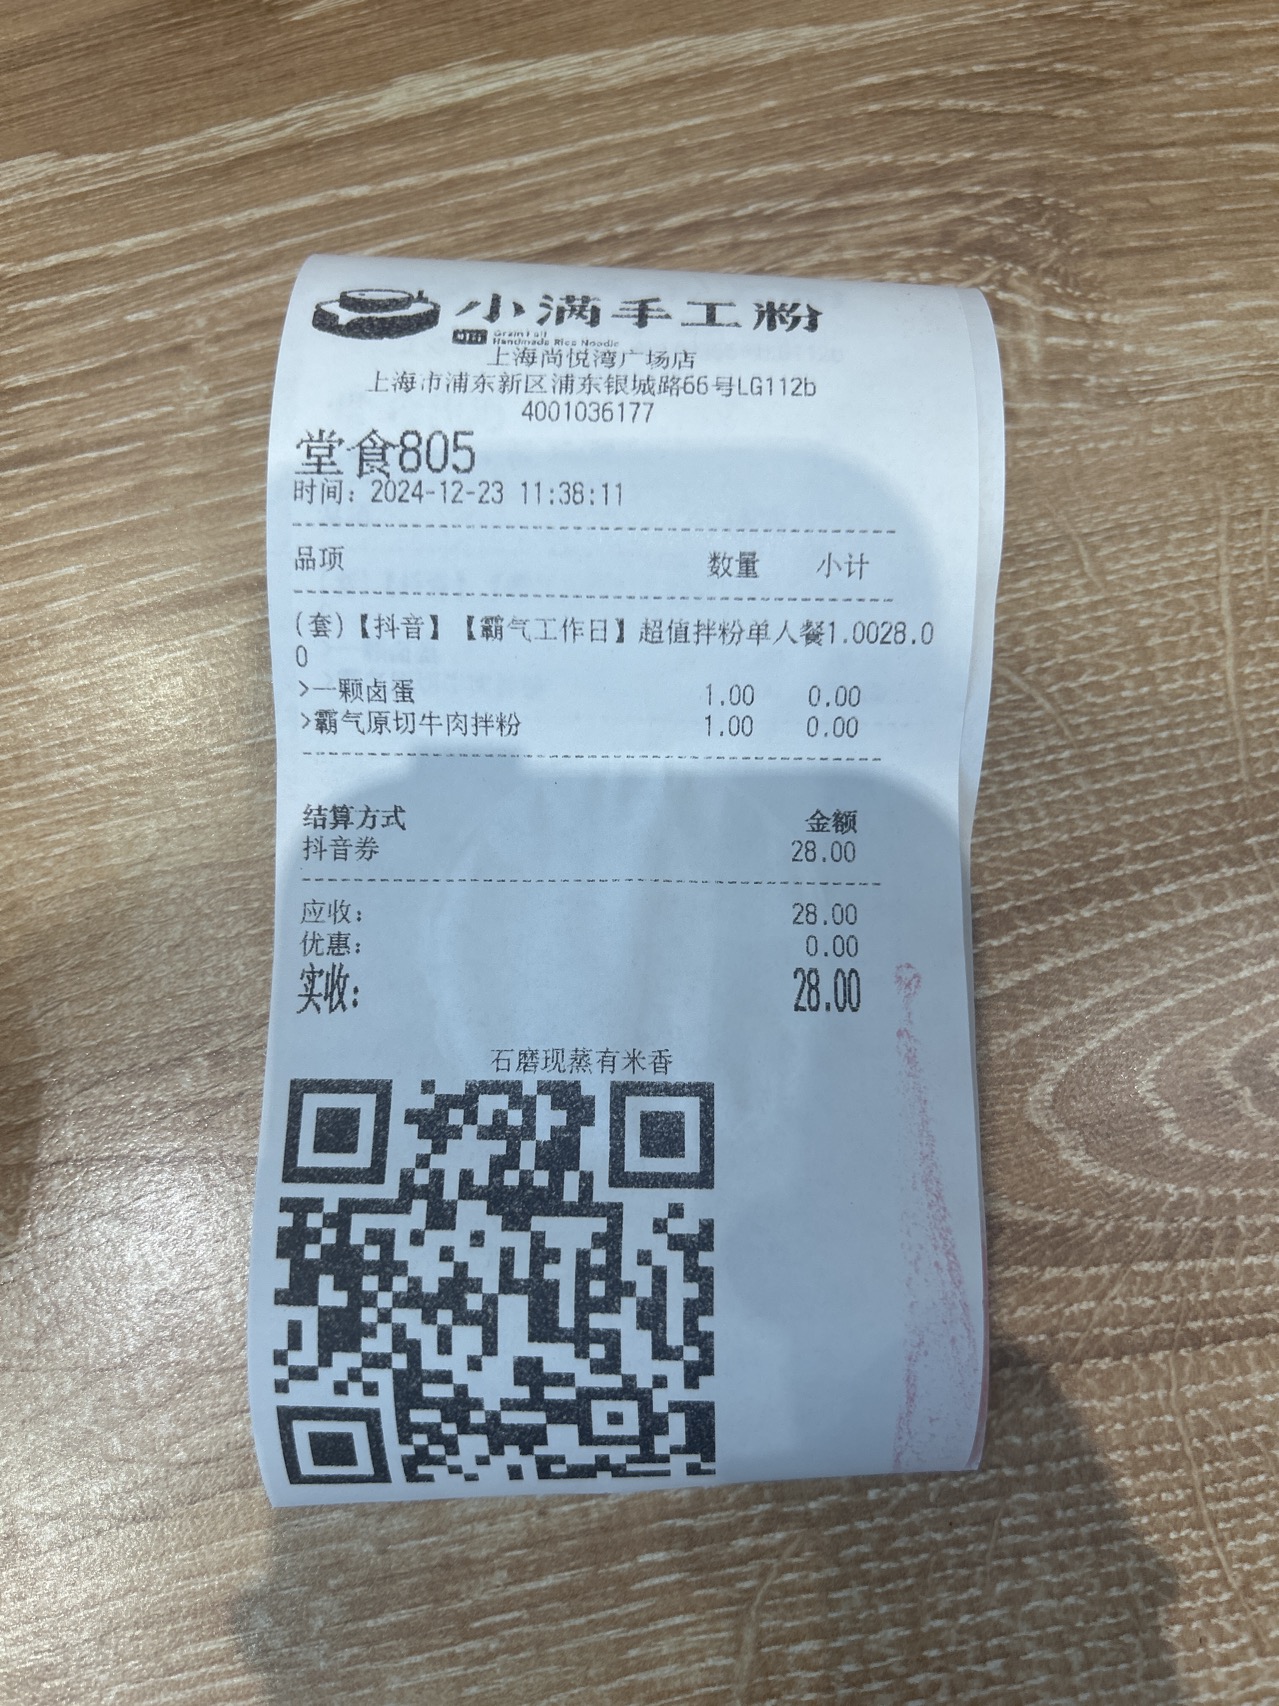 小满手工粉
Grain Full
Handmade Rice Noodle
上海尚悦湾广场店
上海市浦东新区浦东银城路66号LG112b
4001036177
堂食805
时间：2024-12-23 11:38:11
品项 数量 小计
(套)【抖音】【霸气工作日】超值拌粉单人餐1.0028.0
0
>一颗卤蛋 1.00 0.00
>霸气原切牛肉拌粉 1.00 0.00
结算方式 金额
抖音券 28.00
应收: 28.00
优惠: 0.00
实收: 28.00
石磨现蒸有米香